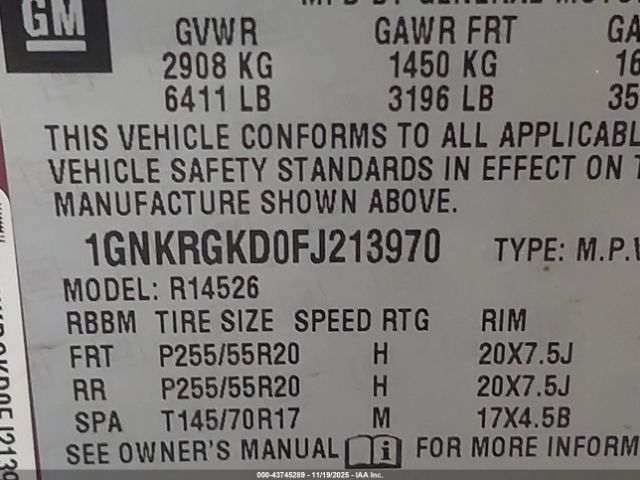 GM
GVWR GAWR FRT
2908 KG 1450 KG
6411 LB 3196 LB
THIS VEHICLE CONFORMS TO ALL
VEHICLE SAFETY STANDARDS IN EFFECT ON
MANUFACTURE SHOWN ABOVE.
1GNKRGKD0FJ213970 TYPE: M.P.V
MODEL: R14526
RBBM TIRE SIZE SPEED RTG RIM
FRT P255/55R20 H 20X7.5J
RR P255/55R20 H 20X7.5J
SPA T145/70R17 M 17X4.5B
SEE OWNER'S MANUAL i FOR MORE
000-43745289 - 11/19/2025 - IAA Inc.